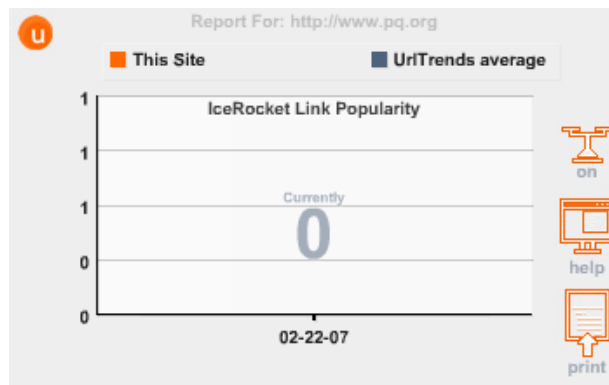 Report For: http://www.pq.org
u
This Site
UrlTrends average
IceRocket Link Popularity
1
1
1
0
0
Currently
0
02-22-07
on
help
print